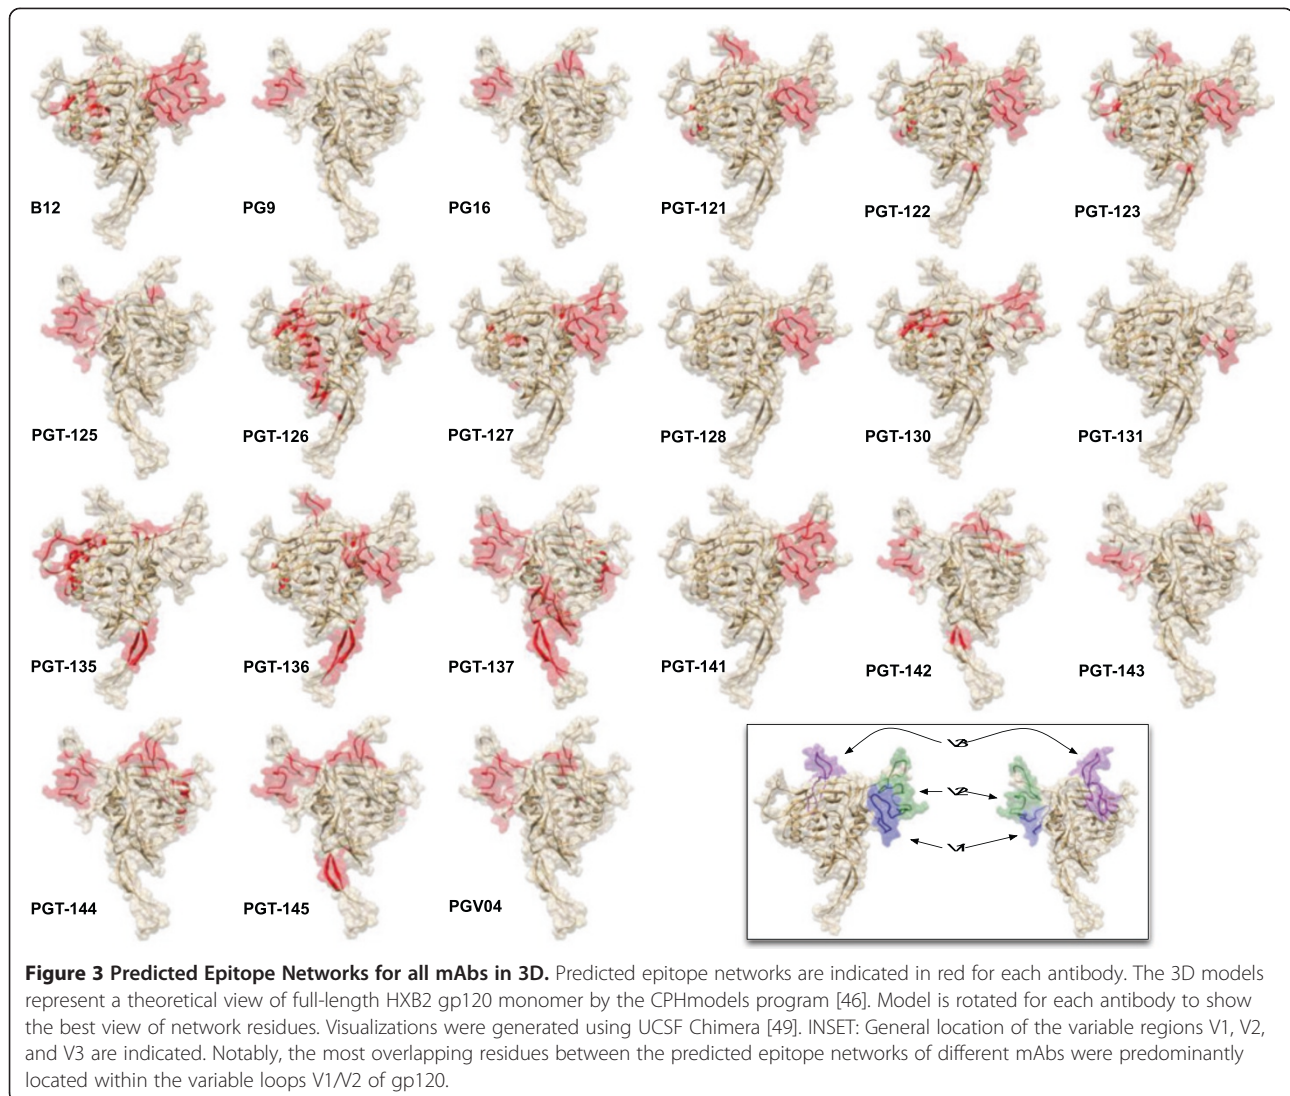 B12 PG9 PG16 PGT-121 PGT-122 PGT-123
PGT-125 PGT-126 PGT-127 PGT-128 PGT-130 PGT-131
PGT-135 PGT-136 PGT-137 PGT-141 PGT-142 PGT-143
V3
V2
V1
PGT-144 PGT-145 PGV04
Figure 3 Predicted Epitope Networks for all mAbs in 3D. Predicted epitope networks are indicated in red for each antibody. The 3D models
represent a theoretical view of full-length HXB2 gp120 monomer by the CPHmodels program [46]. Model is rotated for each antibody to show
the best view of network residues. Visualizations were generated using UCSF Chimera [49]. INSET: General location of the variable regions V1, V2,
and V3 are indicated. Notably, the most overlapping residues between the predicted epitope networks of different mAbs were predominantly
located within the variable loops V1/V2 of gp120.